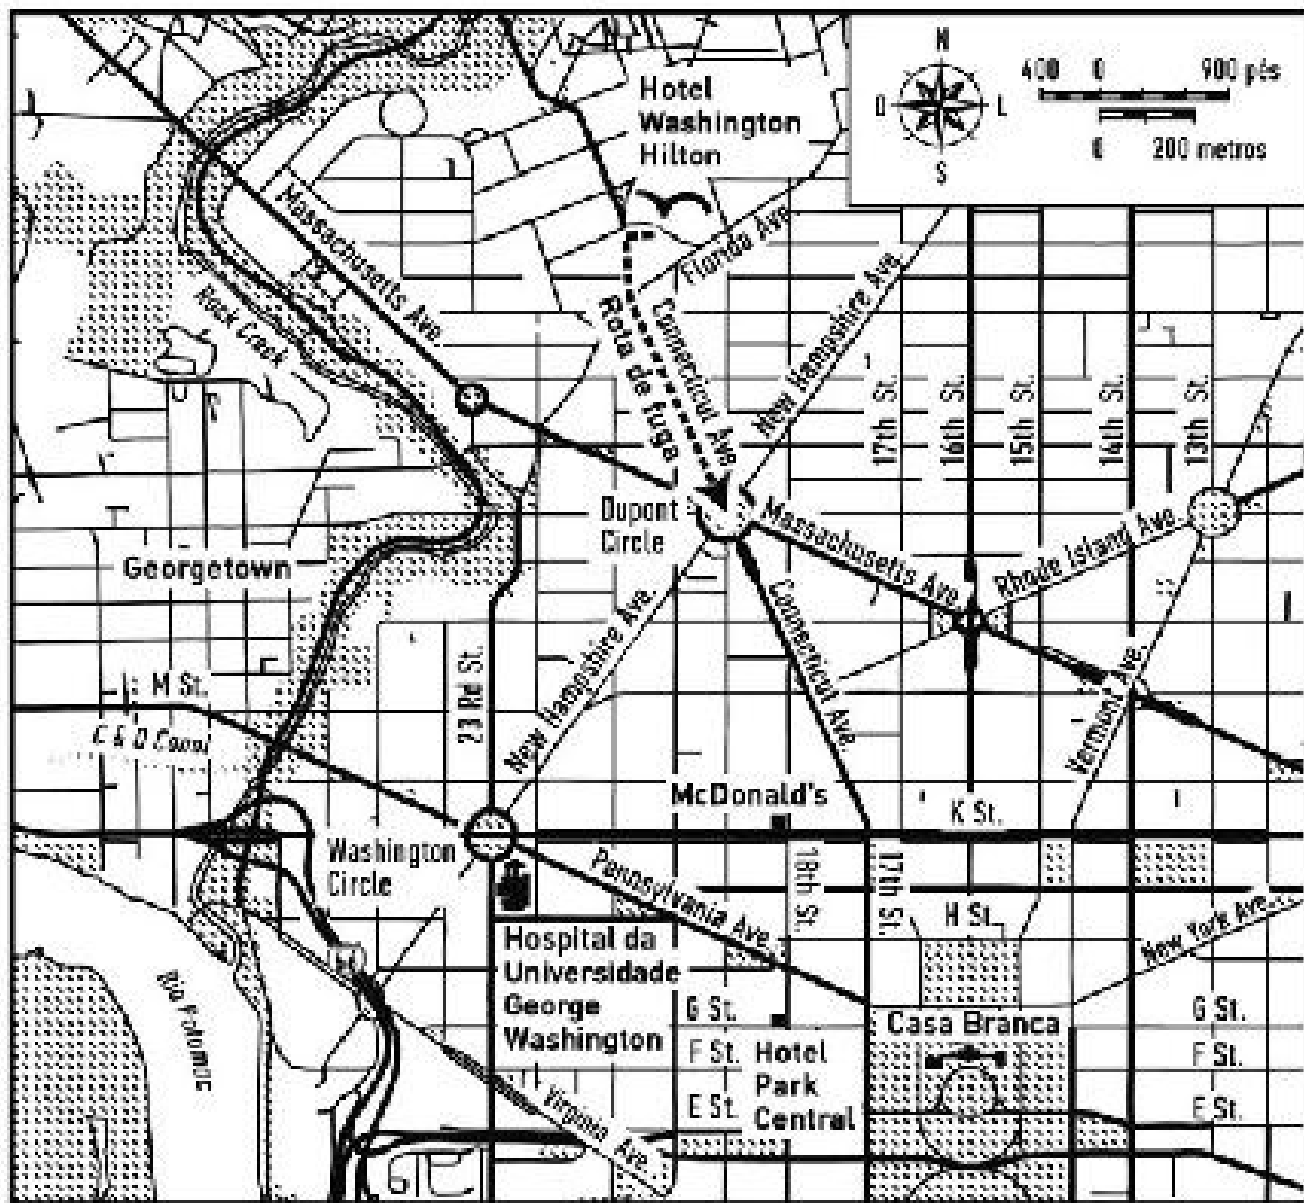 N
O L
S
400 0 900 pés
0 200 metros
Hotel
Washington
Hilton
Massachusetts Ave.
Rock Creek
Florida Ave.
New Hampshire Ave.
Connecticut Ave.
Rota de fuga
17th St.
16th St.
15th St.
14th St.
13th St.
Dupont
Circle
Massachusetts Ave.
Rhode Island Ave.
Georgetown
Connecticut Ave.
New Hampshire Ave.
23 Rd St.
Vermont Ave.
M St.
C & O Canal
McDonald's
K St.
Washington
Circle
Pennsylvania Ave.
18th St.
17th St.
H St.
New York Ave.
Hospital da
Universidade
George
Washington
Rio Potomac
G St.
F St.
E St.
Hotel
Park
Central
Casa Branca
G St.
F St.
E St.
Virginia Ave.